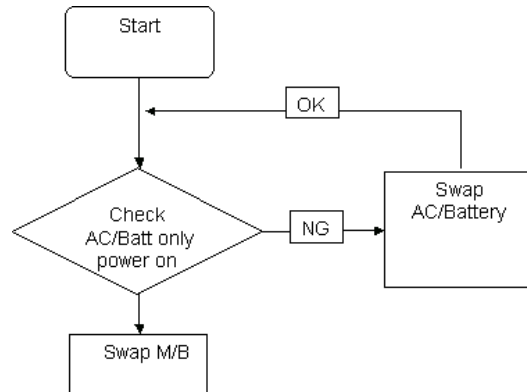 Start
OK
Check
AC/Batt only
power on
NG
Swap
AC/Battery
Swap M/B